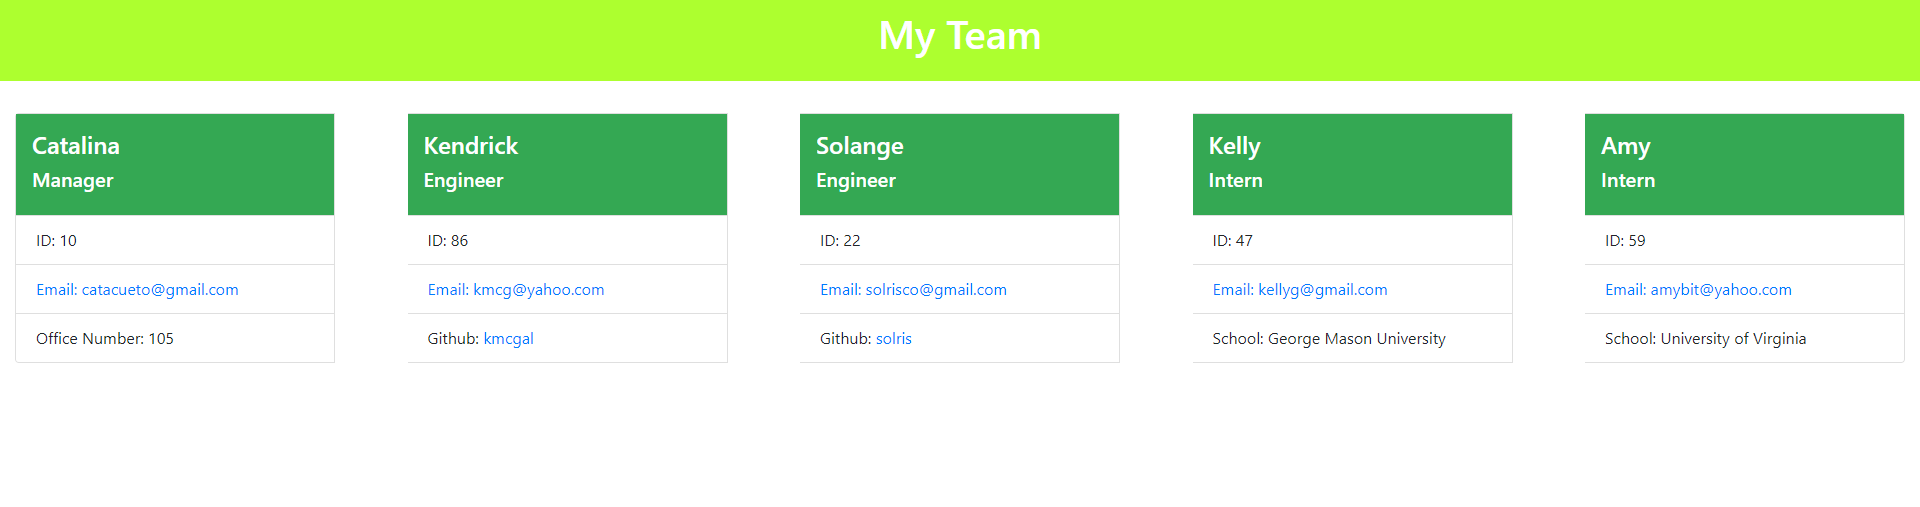 My Team
Catalina
Manager
ID: 10
Email: catacueto@gmail.com
Office Number: 105
Kendrick
Engineer
ID: 86
Email: kmcg@yahoo.com
Github: kmcgal
Solange
Engineer
ID: 22
Email: solrisco@gmail.com
Github: solris
Kelly
Intern
ID: 47
Email: kellyg@gmail.com
School: George Mason University
Amy
Intern
ID: 59
Email: amybit@yahoo.com
School: University of Virginia